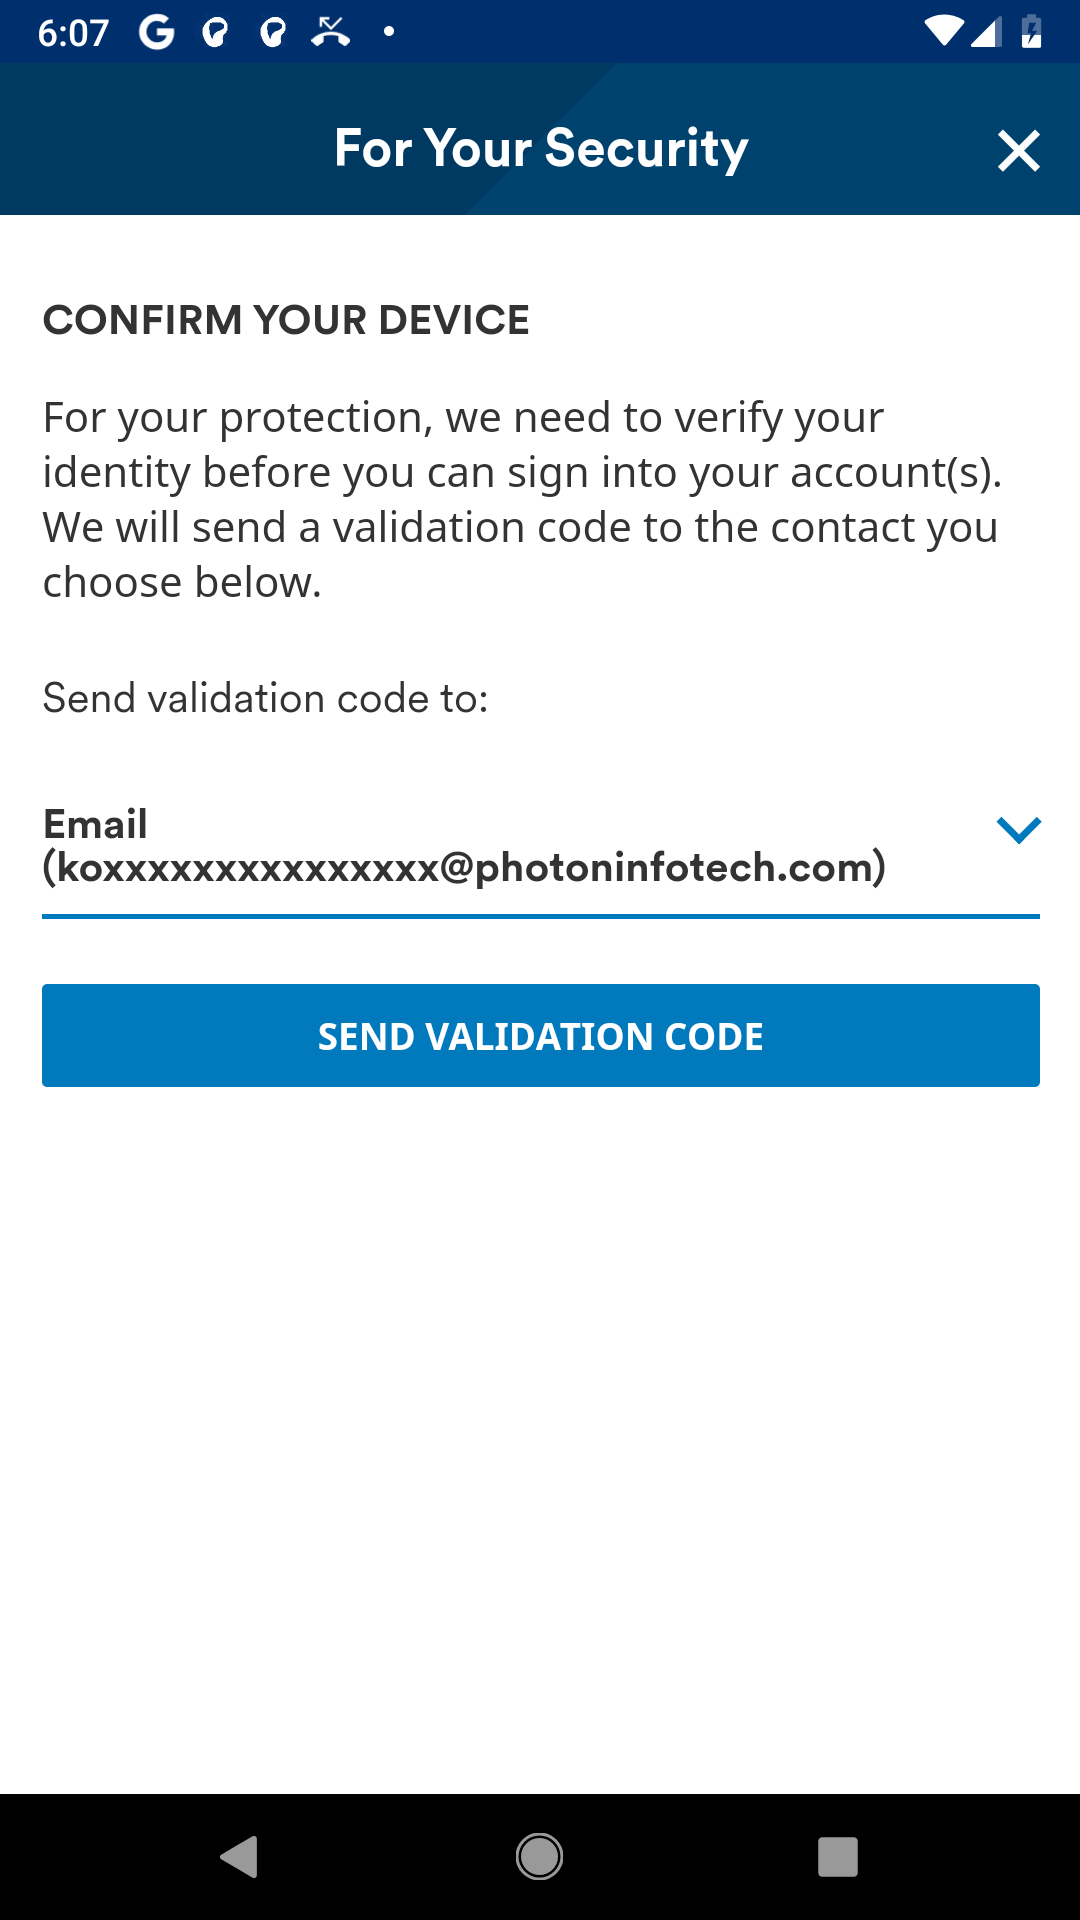 6:07
For Your Security
CONFIRM YOUR DEVICE
For your protection, we need to verify your
identity before you can sign into your account(s).
We will send a validation code to the contact you
choose below.
Send validation code to:
Email
(koxxxxxxxxxxxxxxx@photoninfotech.com)
SEND VALIDATION CODE